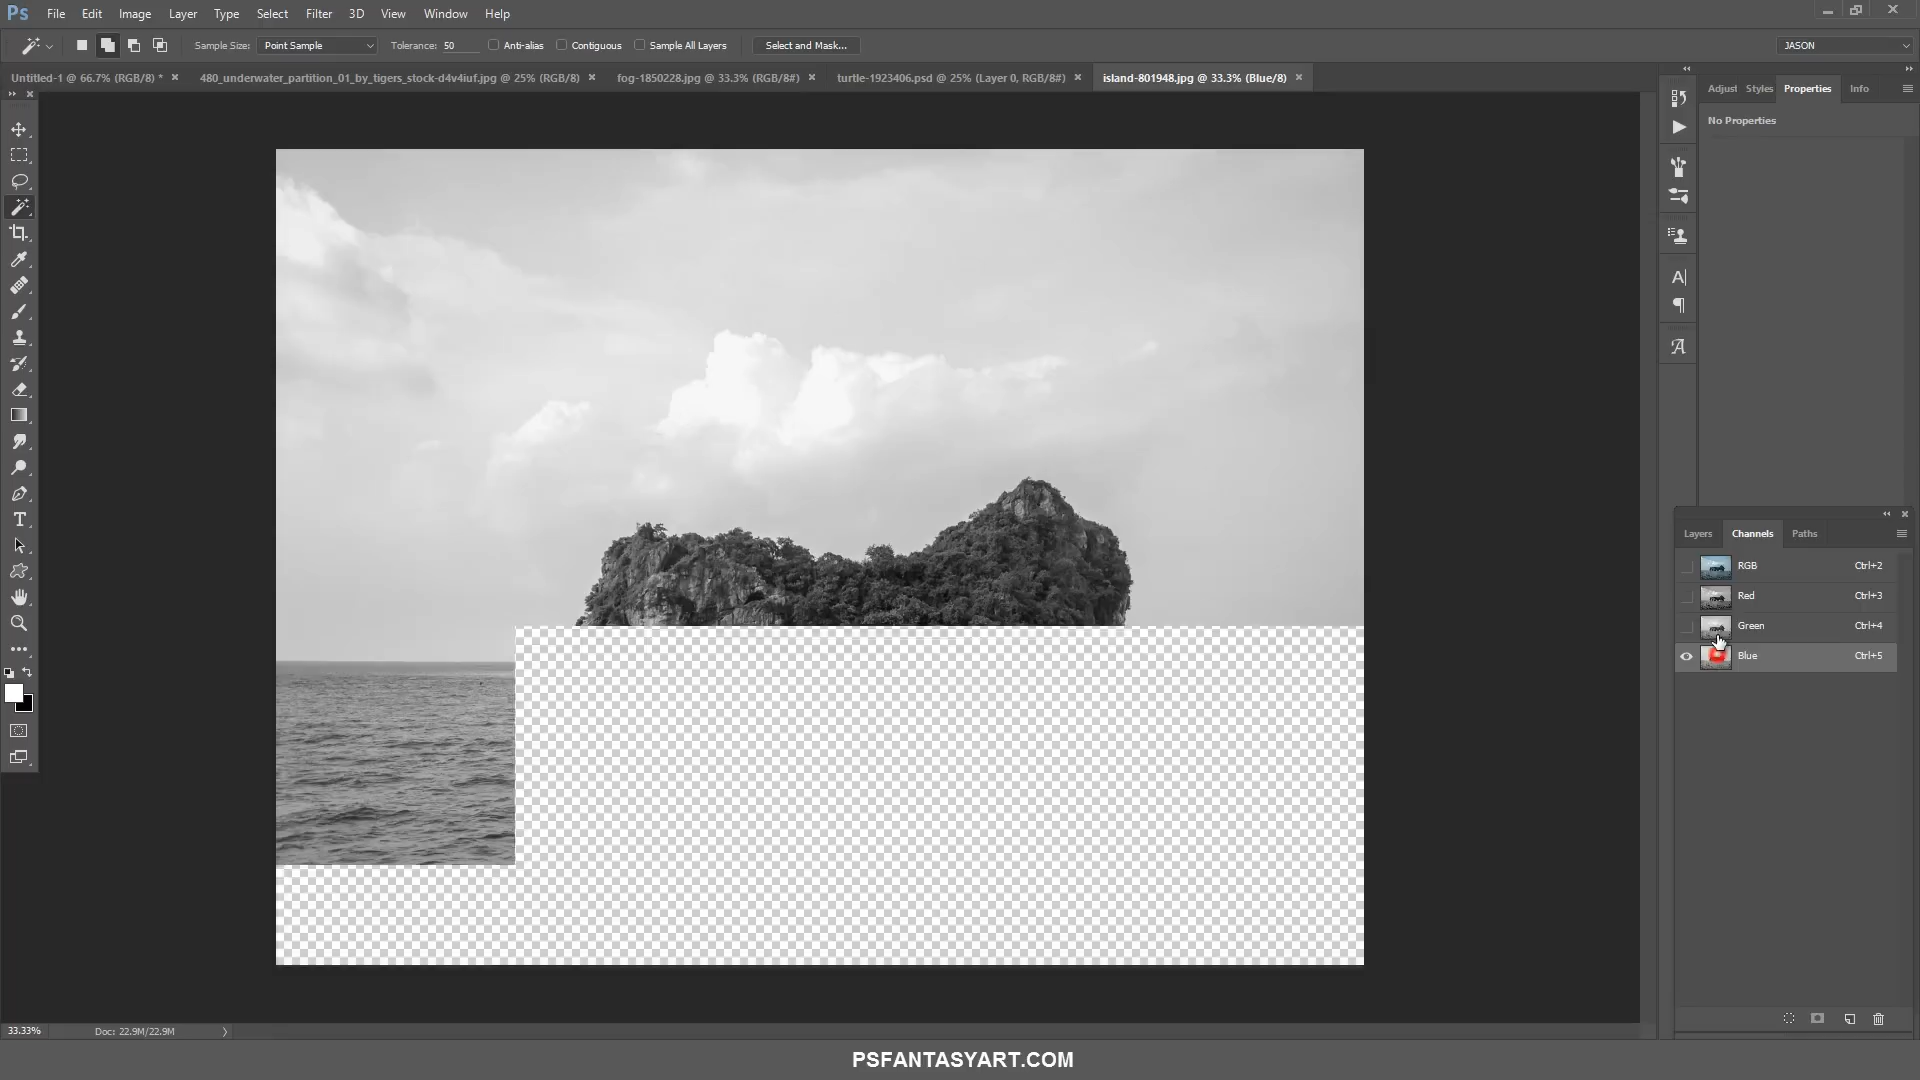 Ps File Edit Image Layer Type Select Filter 3D View Window Help
Sample Size: Point Sample Tolerance: 50 Anti-alias Contiguous Sample All Layers Select and Mask... JASON
Untitled-1 @ 66.7% (RGB/8) * × 480_underwater_partition_01_by_tigers_stock-d4v4iuf.jpg @ 25% (RGB/8) × fog-1850228.jpg @ 33.3% (RGB/8#) × turtle-1923406.psd @ 25% (Layer 0, RGB/8#) × island-801948.jpg @ 33.3% (Blue/8) ×
Adjust Styles Properties Info
No Properties
Layers Channels Paths
RGB Ctrl+2
Red Ctrl+3
Green Ctrl+4
Blue Ctrl+5
33.33% Doc: 22.9M/22.9M
PSFANTASYART.COM